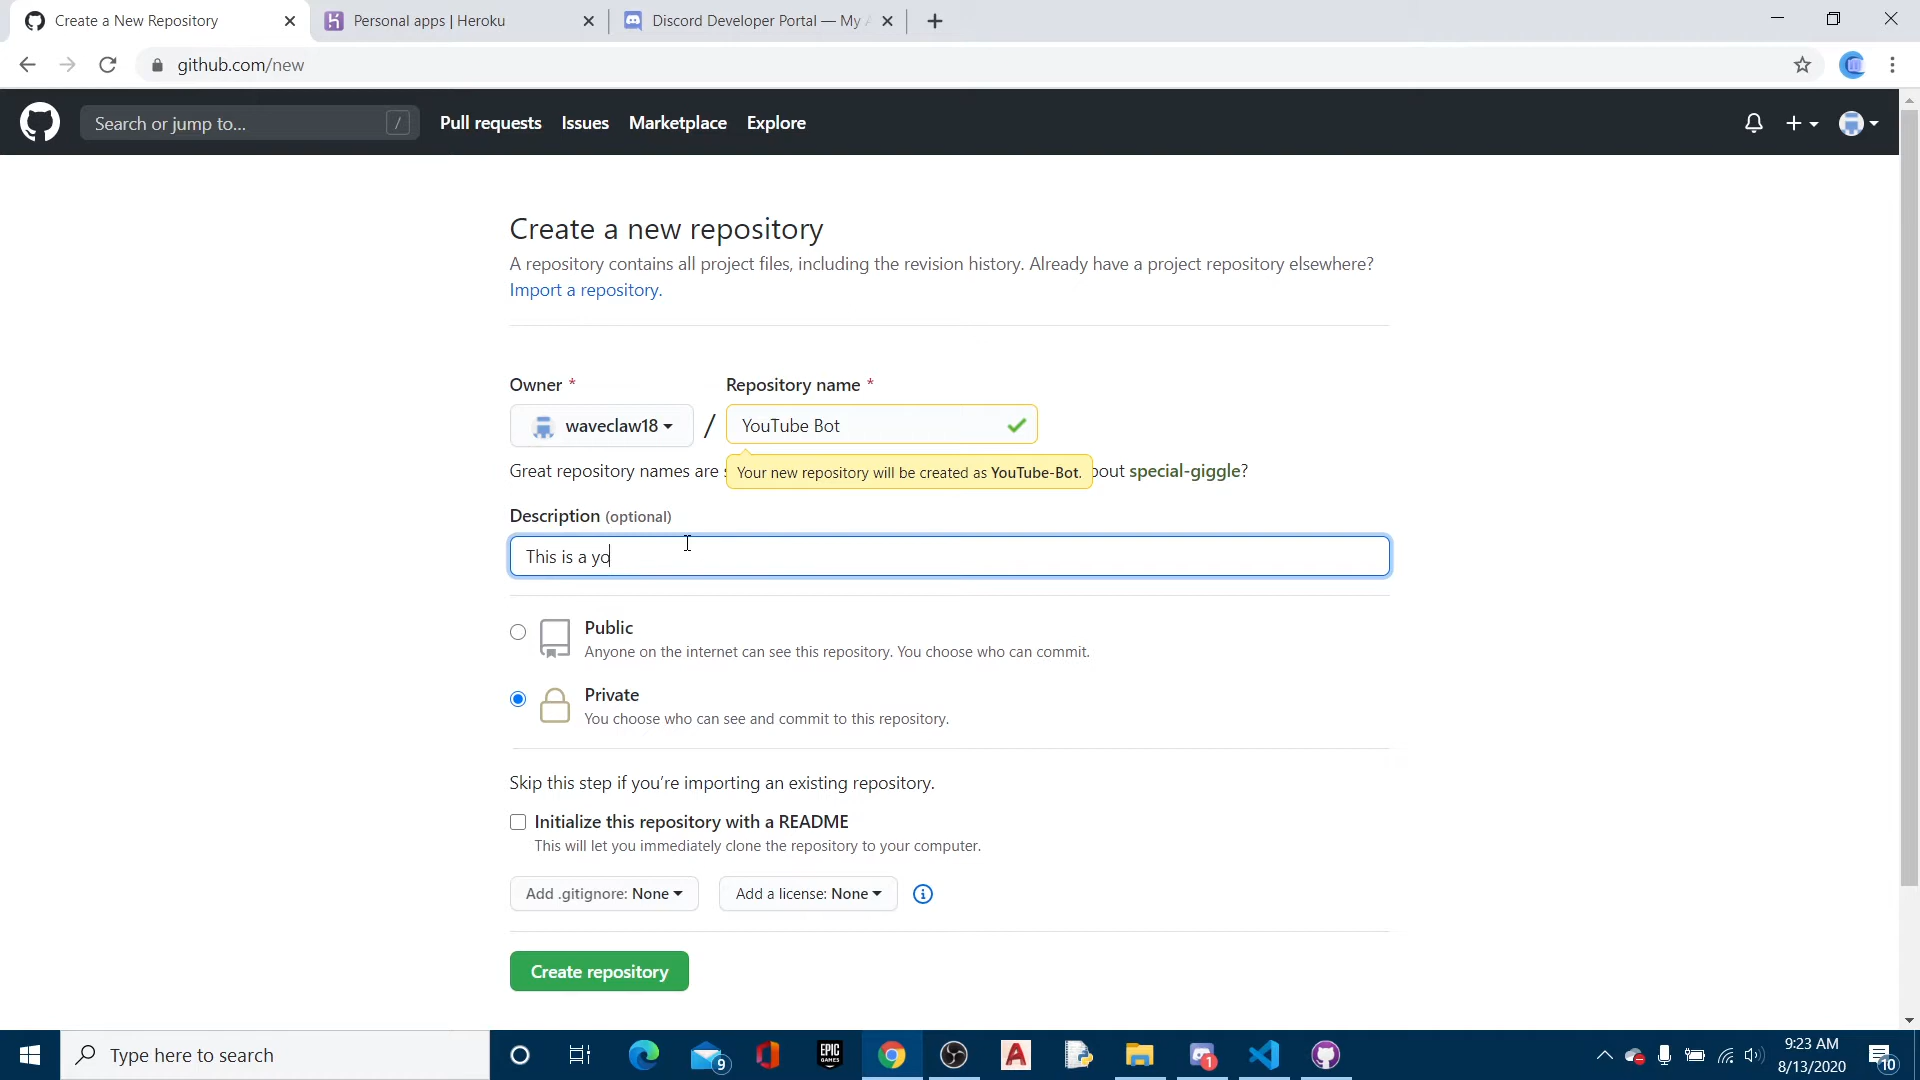 Create a New Repository
Personal apps | Heroku
Discord Developer Portal — My
github.com/new
Search or jump to...
/
Pull requests
Issues
Marketplace
Explore
Create a new repository
A repository contains all project files, including the revision history. Already have a project repository elsewhere?
Import a repository.
Owner *
Repository name *
waveclaw18
/
YouTube Bot
Great repository names are
Your new repository will be created as YouTube-Bot.
special-giggle?
Description (optional)
This is a yo
Public
Anyone on the internet can see this repository. You choose who can commit.
Private
You choose who can see and commit to this repository.
Skip this step if you’re importing an existing repository.
Initialize this repository with a README
This will let you immediately clone the repository to your computer.
Add .gitignore: None
Add a license: None
Create repository
Type here to search
9
EPIC GAMES
1
9:23 AM
8/13/2020
10